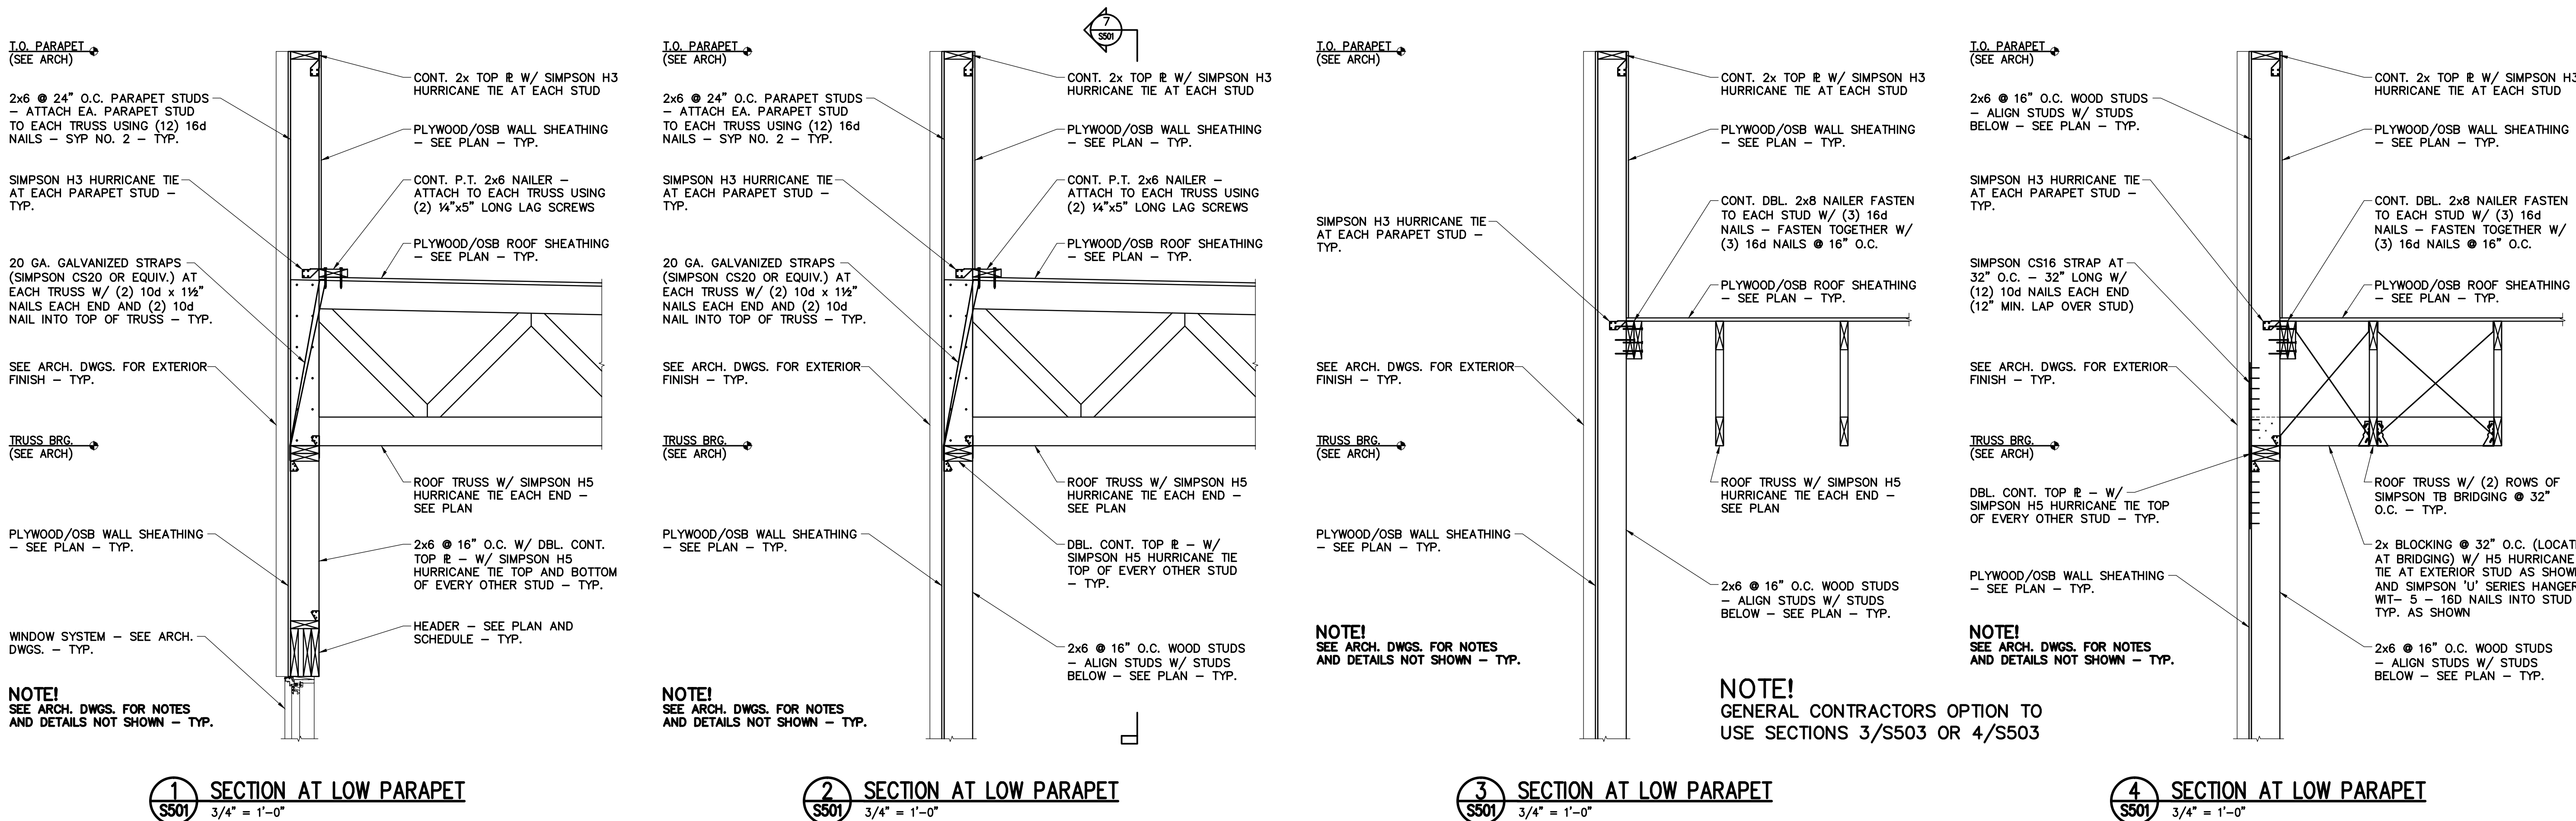 T.O. PARAPET
(SEE ARCH)
2x6 @ 24" O.C. PARAPET STUDS
– ATTACH EA. PARAPET STUD
TO EACH TRUSS USING (12) 16d
NAILS – SYP NO. 2 – TYP.
SIMPSON H3 HURRICANE TIE
AT EACH PARAPET STUD –
TYP.
20 GA. GALVANIZED STRAPS
(SIMPSON CS20 OR EQUIV.) AT
EACH TRUSS W/ (2) 10d x 1½"
NAILS EACH END AND (2) 10d
NAIL INTO TOP OF TRUSS – TYP.
SEE ARCH. DWGS. FOR EXTERIOR
FINISH – TYP.
TRUSS BRG.
(SEE ARCH)
PLYWOOD/OSB WALL SHEATHING
– SEE PLAN – TYP.
WINDOW SYSTEM – SEE ARCH.
DWGS. – TYP.
NOTE!
SEE ARCH. DWGS. FOR NOTES
AND DETAILS NOT SHOWN – TYP.
CONT. 2x TOP ⅊ W/ SIMPSON H3
HURRICANE TIE AT EACH STUD
PLYWOOD/OSB WALL SHEATHING
– SEE PLAN – TYP.
CONT. P.T. 2x6 NAILER –
ATTACH TO EACH TRUSS USING
(2) ¼"x5" LONG LAG SCREWS
PLYWOOD/OSB ROOF SHEATHING
– SEE PLAN – TYP.
ROOF TRUSS W/ SIMPSON H5
HURRICANE TIE EACH END –
SEE PLAN
2x6 @ 16" O.C. W/ DBL. CONT.
TOP ⅊ – W/ SIMPSON H5
HURRICANE TIE TOP AND BOTTOM
OF EVERY OTHER STUD – TYP.
HEADER – SEE PLAN AND
SCHEDULE – TYP.
1
S501
SECTION AT LOW PARAPET
3/4" = 1'-0"
T.O. PARAPET
(SEE ARCH)
2x6 @ 24" O.C. PARAPET STUDS
– ATTACH EA. PARAPET STUD
TO EACH TRUSS USING (12) 16d
NAILS – SYP NO. 2 – TYP.
SIMPSON H3 HURRICANE TIE
AT EACH PARAPET STUD –
TYP.
20 GA. GALVANIZED STRAPS
(SIMPSON CS20 OR EQUIV.) AT
EACH TRUSS W/ (2) 10d x 1½"
NAILS EACH END AND (2) 10d
NAIL INTO TOP OF TRUSS – TYP.
SEE ARCH. DWGS. FOR EXTERIOR
FINISH – TYP.
TRUSS BRG.
(SEE ARCH)
PLYWOOD/OSB WALL SHEATHING
– SEE PLAN – TYP.
NOTE!
SEE ARCH. DWGS. FOR NOTES
AND DETAILS NOT SHOWN – TYP.
7
S501
CONT. 2x TOP ⅊ W/ SIMPSON H3
HURRICANE TIE AT EACH STUD
PLYWOOD/OSB WALL SHEATHING
– SEE PLAN – TYP.
CONT. P.T. 2x6 NAILER –
ATTACH TO EACH TRUSS USING
(2) ¼"x5" LONG LAG SCREWS
PLYWOOD/OSB ROOF SHEATHING
– SEE PLAN – TYP.
ROOF TRUSS W/ SIMPSON H5
HURRICANE TIE EACH END –
SEE PLAN
DBL. CONT. TOP ⅊ – W/
SIMPSON H5 HURRICANE TIE
TOP OF EVERY OTHER STUD
– TYP.
2x6 @ 16" O.C. WOOD STUDS
– ALIGN STUDS W/ STUDS
BELOW – SEE PLAN – TYP.
2
S501
SECTION AT LOW PARAPET
3/4" = 1'-0"
T.O. PARAPET
(SEE ARCH)
SIMPSON H3 HURRICANE TIE
AT EACH PARAPET STUD –
TYP.
SEE ARCH. DWGS. FOR EXTERIOR
FINISH – TYP.
TRUSS BRG.
(SEE ARCH)
PLYWOOD/OSB WALL SHEATHING
– SEE PLAN – TYP.
NOTE!
SEE ARCH. DWGS. FOR NOTES
AND DETAILS NOT SHOWN – TYP.
CONT. 2x TOP ⅊ W/ SIMPSON H3
HURRICANE TIE AT EACH STUD
PLYWOOD/OSB WALL SHEATHING
– SEE PLAN – TYP.
CONT. DBL. 2x8 NAILER FASTEN
TO EACH STUD W/ (3) 16d
NAILS – FASTEN TOGETHER W/
(3) 16d NAILS @ 16" O.C.
PLYWOOD/OSB ROOF SHEATHING
– SEE PLAN – TYP.
ROOF TRUSS W/ SIMPSON H5
HURRICANE TIE EACH END –
SEE PLAN
2x6 @ 16" O.C. WOOD STUDS
– ALIGN STUDS W/ STUDS
BELOW – SEE PLAN – TYP.
NOTE!
GENERAL CONTRACTORS OPTION TO
USE SECTIONS 3/S503 OR 4/S503
3
S501
SECTION AT LOW PARAPET
3/4" = 1'-0"
T.O. PARAPET
(SEE ARCH)
2x6 @ 16" O.C. WOOD STUDS
– ALIGN STUDS W/ STUDS
BELOW – SEE PLAN – TYP.
SIMPSON H3 HURRICANE TIE
AT EACH PARAPET STUD –
TYP.
SIMPSON CS16 STRAP AT
32" O.C. – 32" LONG W/
(12) 10d NAILS EACH END
(12" MIN. LAP OVER STUD)
SEE ARCH. DWGS. FOR EXTERIOR
FINISH – TYP.
TRUSS BRG.
(SEE ARCH)
DBL. CONT. TOP ⅊ – W/
SIMPSON H5 HURRICANE TIE TOP
OF EVERY OTHER STUD – TYP.
PLYWOOD/OSB WALL SHEATHING
– SEE PLAN – TYP.
NOTE!
SEE ARCH. DWGS. FOR NOTES
AND DETAILS NOT SHOWN – TYP.
CONT. 2x TOP ⅊ W/ SIMPSON H3
HURRICANE TIE AT EACH STUD
PLYWOOD/OSB WALL SHEATHING
– SEE PLAN – TYP.
CONT. DBL. 2x8 NAILER FASTEN
TO EACH STUD W/ (3) 16d
NAILS – FASTEN TOGETHER W/
(3) 16d NAILS @ 16" O.C.
PLYWOOD/OSB ROOF SHEATHING
– SEE PLAN – TYP.
ROOF TRUSS W/ (2) ROWS OF
SIMPSON TB BRIDGING @ 32"
O.C. – TYP.
2x BLOCKING @ 32" O.C. (LOCAT
AT BRIDGING) W/ H5 HURRICANE
TIE AT EXTERIOR STUD AS SHOWN
AND SIMPSON 'U' SERIES HANGER
WIT– 5 – 16D NAILS INTO STUD
TYP. AS SHOWN
2x6 @ 16" O.C. WOOD STUDS
– ALIGN STUDS W/ STUDS
BELOW – SEE PLAN – TYP.
4
S501
SECTION AT LOW PARAPET
3/4" = 1'-0"